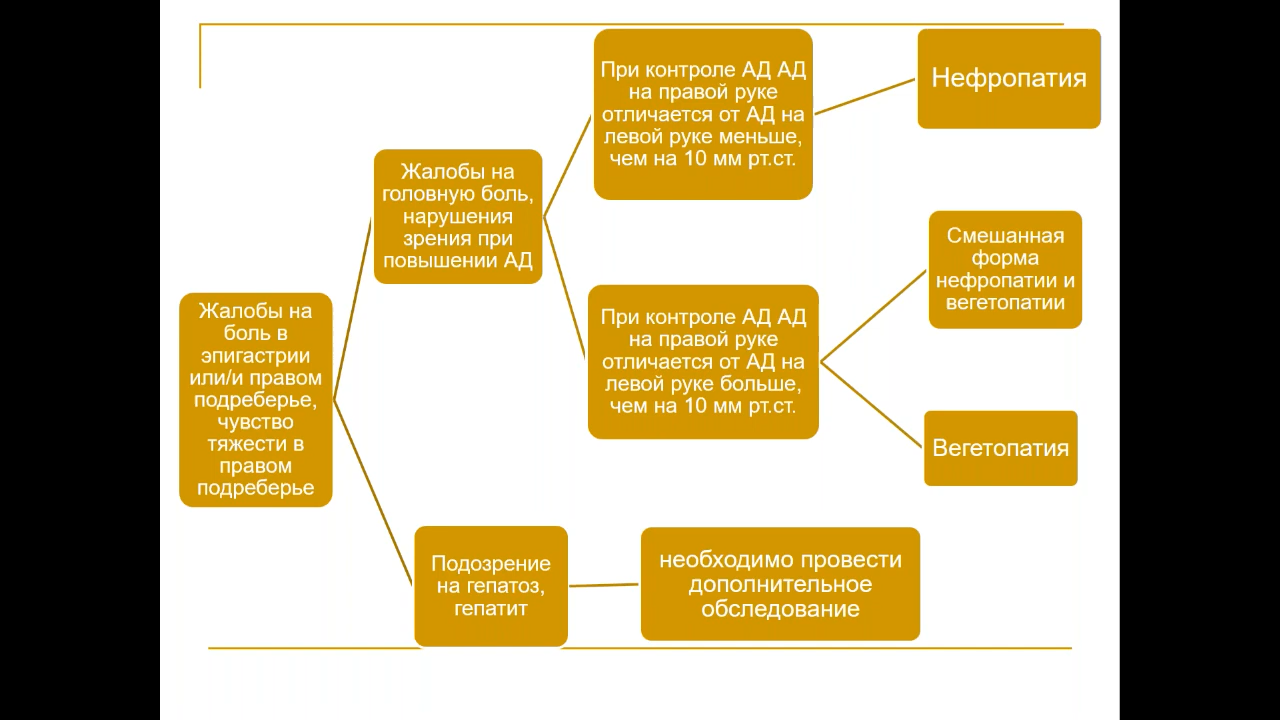 Жалобы на
боль в
эпигастрии
или/и правом
подреберье,
чувство
тяжести в
правом
подреберье
Жалобы на
головную боль,
нарушения
зрения при
повышении АД
При контроле АД АД
на правой руке
отличается от АД на
левой руке меньше,
чем на 10 мм рт.ст.
Нефропатия
При контроле АД АД
на правой руке
отличается от АД на
левой руке больше,
чем на 10 мм рт.ст.
Смешанная
форма
нефропатии и
вегетопатии
Вегетопатия
Подозрение
на гепатоз,
гепатит
необходимо провести
дополнительное
обследование